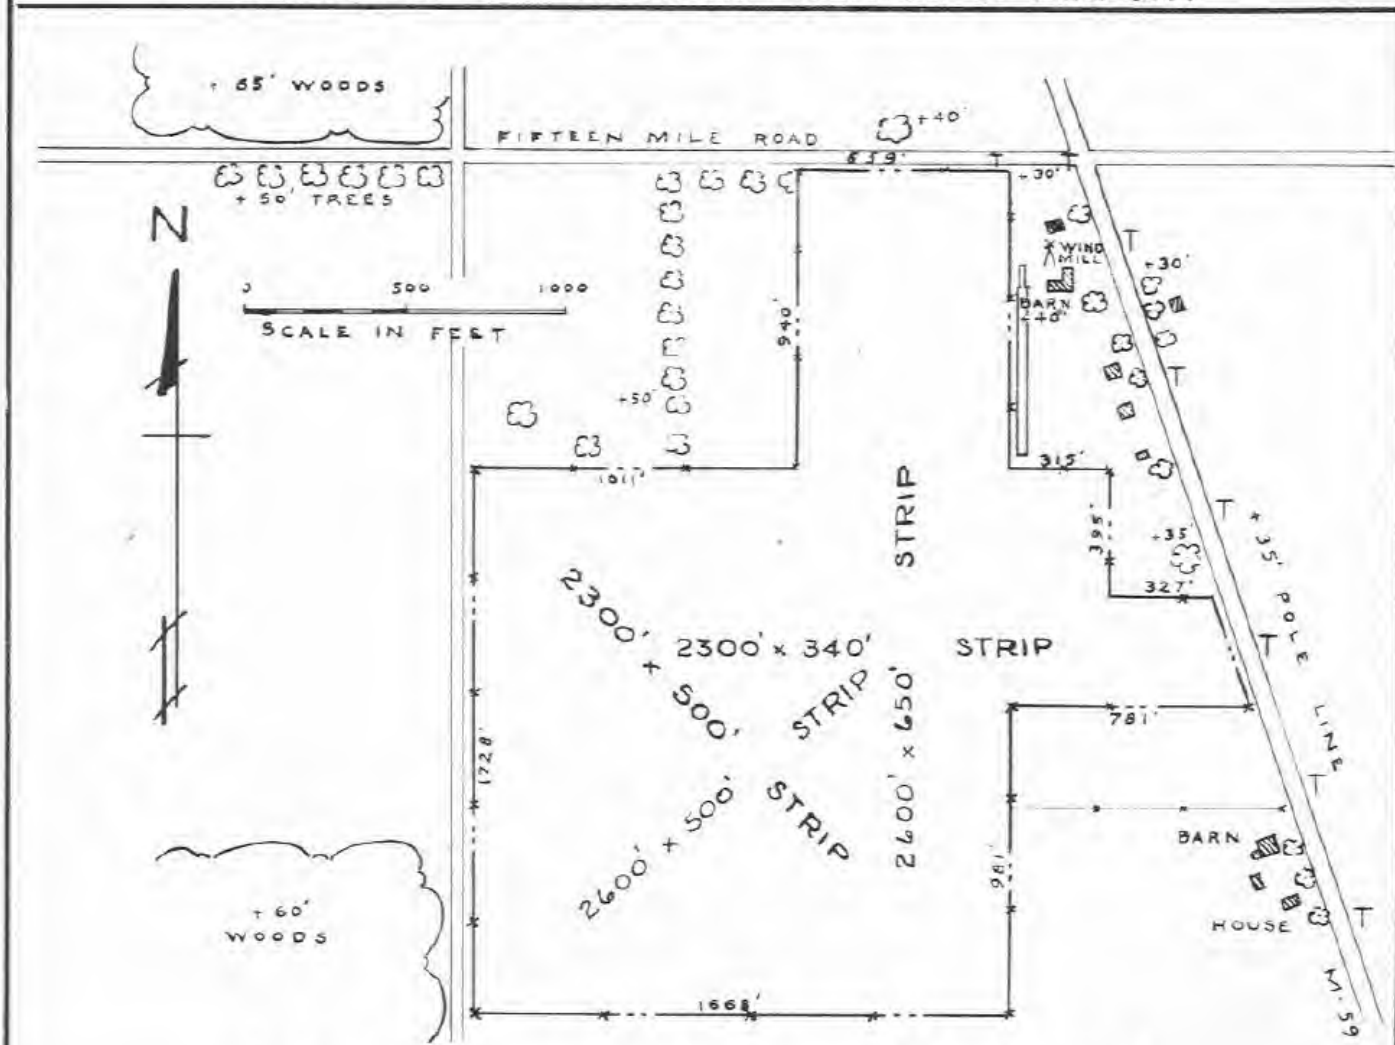 + 65' WOODS
FIFTEEN MILE ROAD
+40'
639'
+ 50' TREES
+30'
N
WIND
MILL
+30'
0 500 1000
SCALE IN FEET
BARN
+40'
940'
+50'
1011'
315'
STRIP
395'
+35'
327'
+35' POLE LINE
2300' + 500'
2300' x 340'
STRIP
STRIP
2600' x 650'
781'
1728'
2600' + 500'
STRIP
981'
BARN
+ 60'
WOODS
HOUSE
1668'
M-59